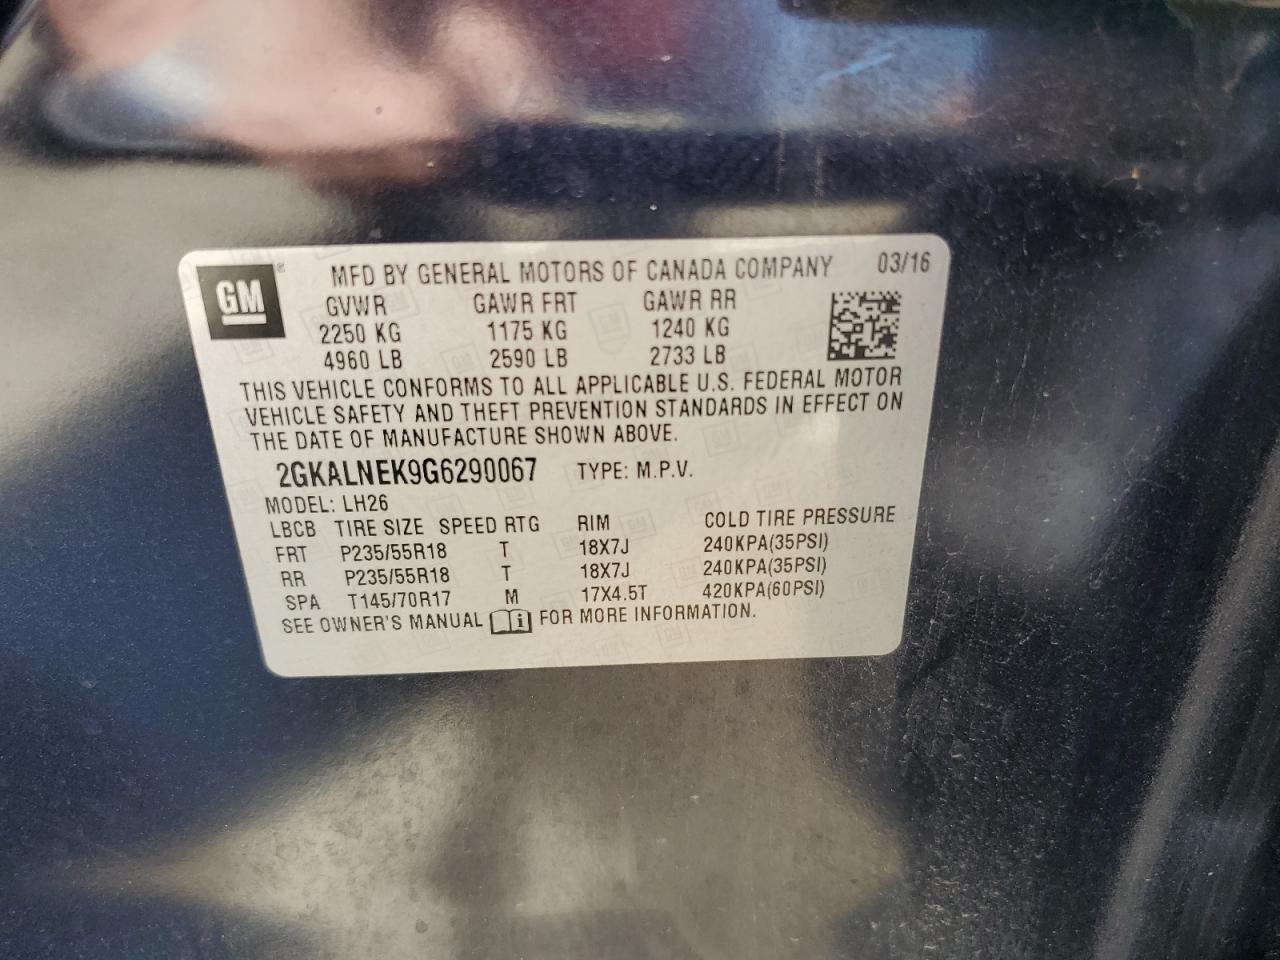 GM ® MFD BY GENERAL MOTORS OF CANADA COMPANY 03/16
GVWR GAWR FRT GAWR RR
2250 KG 1175 KG 1240 KG
4960 LB 2590 LB 2733 LB
THIS VEHICLE CONFORMS TO ALL APPLICABLE U.S. FEDERAL MOTOR
VEHICLE SAFETY AND THEFT PREVENTION STANDARDS IN EFFECT ON
THE DATE OF MANUFACTURE SHOWN ABOVE.
2GKALNEK9G6290067 TYPE: M.P.V.
MODEL: LH26
LBCB TIRE SIZE SPEED RTG RIM COLD TIRE PRESSURE
FRT P235/55R18 T 18X7J 240KPA(35PSI)
RR P235/55R18 T 18X7J 240KPA(35PSI)
SPA T145/70R17 M 17X4.5T 420KPA(60PSI)
SEE OWNER'S MANUAL i FOR MORE INFORMATION.